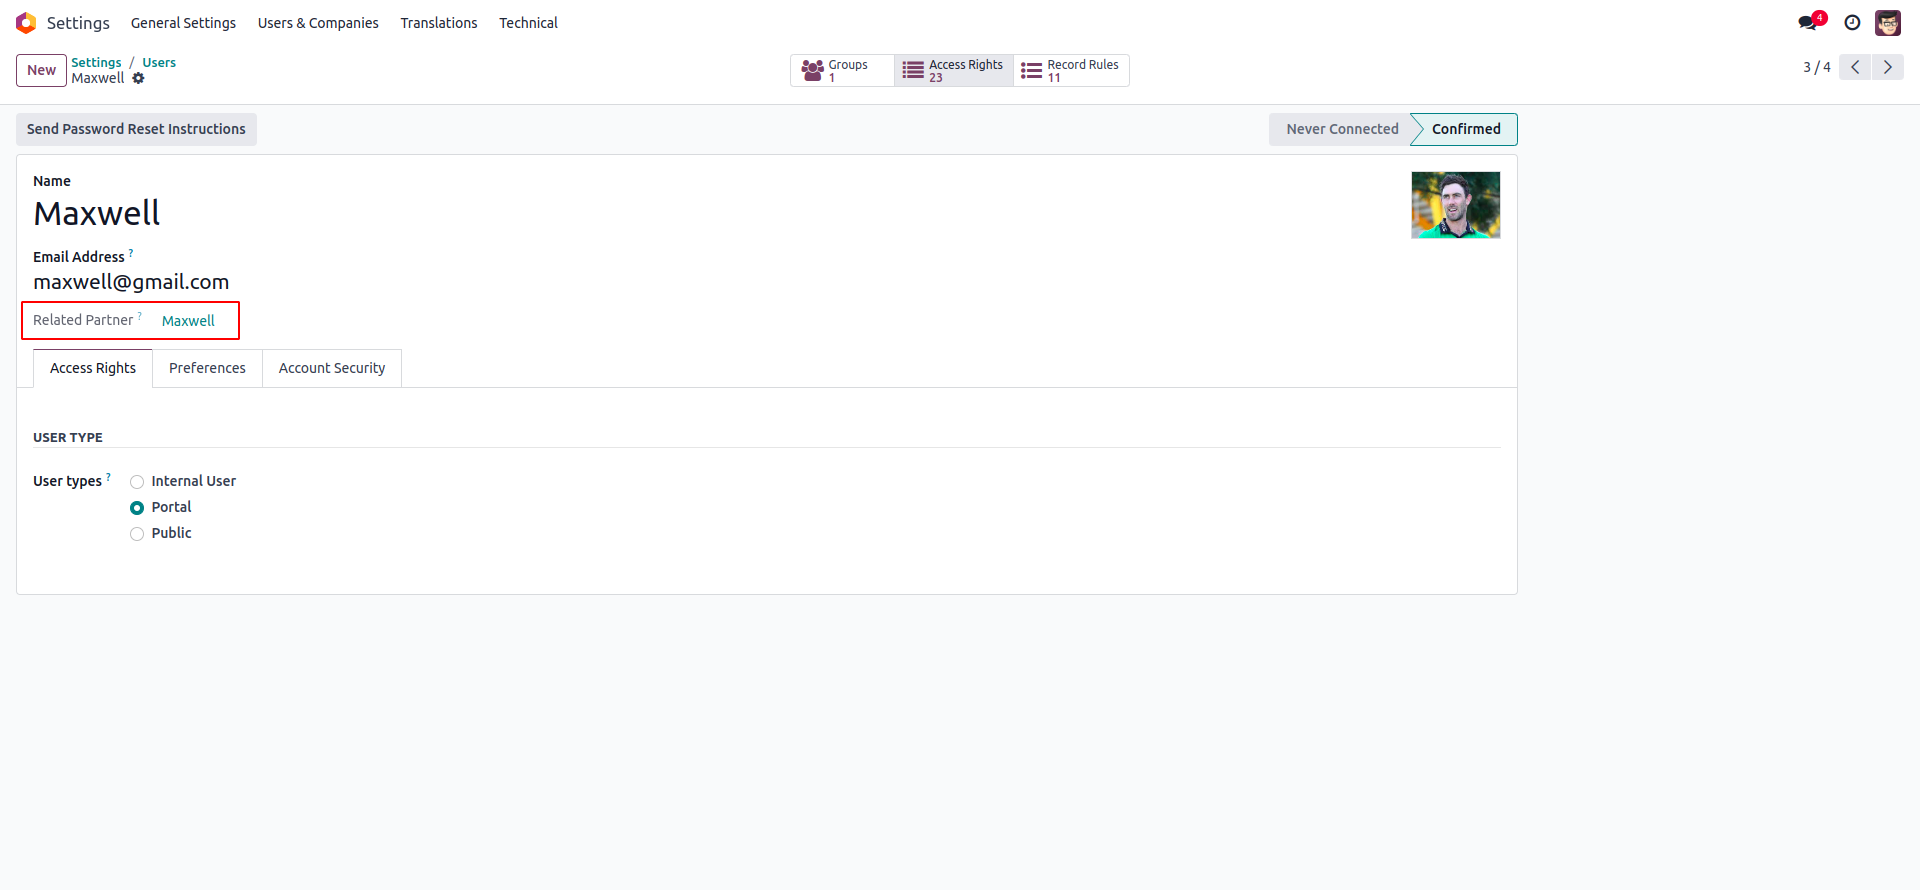 Settings General Settings Users & Companies Translations Technical 4
New Settings / Users Groups 1 Access Rights 23 Record Rules 11 3 / 4
Maxwell
Send Password Reset Instructions Never Connected Confirmed
Name
Maxwell
Email Address ?
maxwell@gmail.com
Related Partner ? Maxwell
Access Rights Preferences Account Security
USER TYPE
User types ? Internal User
Portal
Public